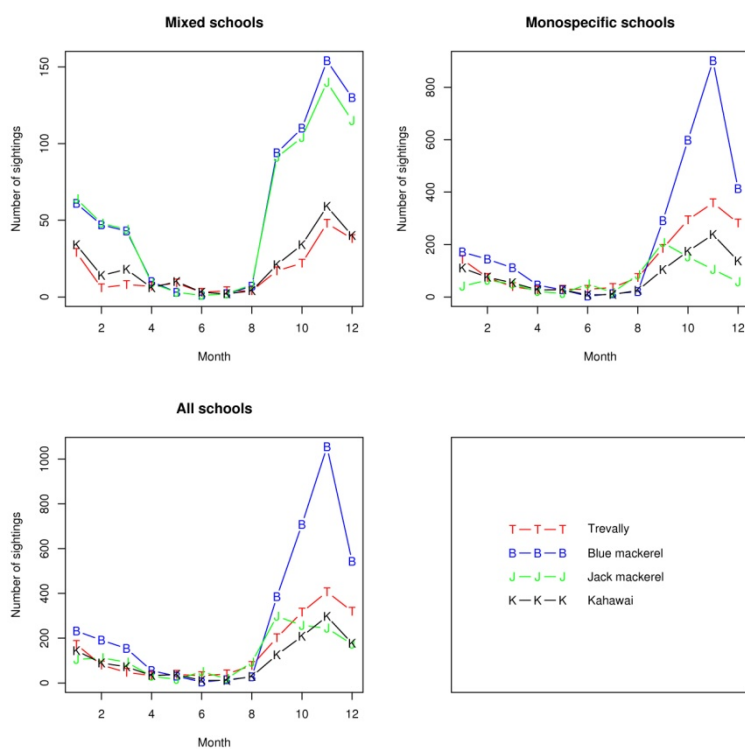 Mixed schools
Number of sightings
0
50
100
150
2
4
6
8
10
12
Month
Monospecific schools
Number of sightings
0
200
400
600
800
2
4
6
8
10
12
Month
All schools
Number of sightings
0
200
400
600
800
1000
2
4
6
8
10
12
Month
T T T Trevally
B B B Blue mackerel
J J J Jack mackerel
K K K Kahawai